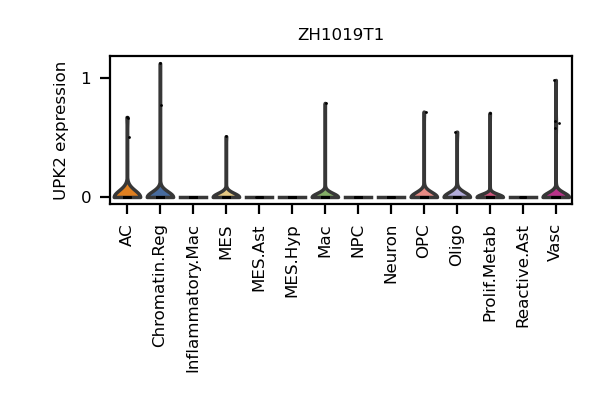 ZH1019T1
UPK2 expression
1
0
AC
Chromatin.Reg
Inflammatory.Mac
MES
MES.Ast
MES.Hyp
Mac
NPC
Neuron
OPC
Oligo
Prolif.Metab
Reactive.Ast
Vasc